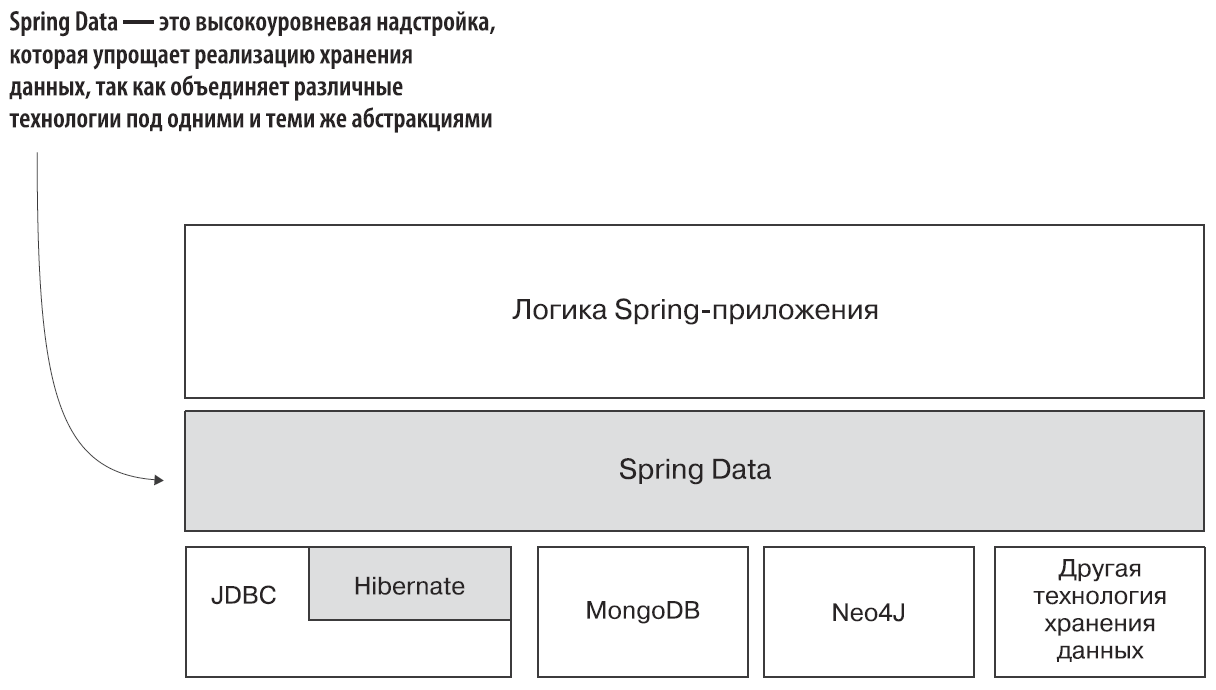 Spring Data — это высокоуровневая надстройка,
которая упрощает реализацию хранения
данных, так как объединяет различные
технологии под одними и теми же абстракциями
Логика Spring-приложения
Spring Data
JDBC
Hibernate
MongoDB
Neo4J
Другая
технология
хранения
данных